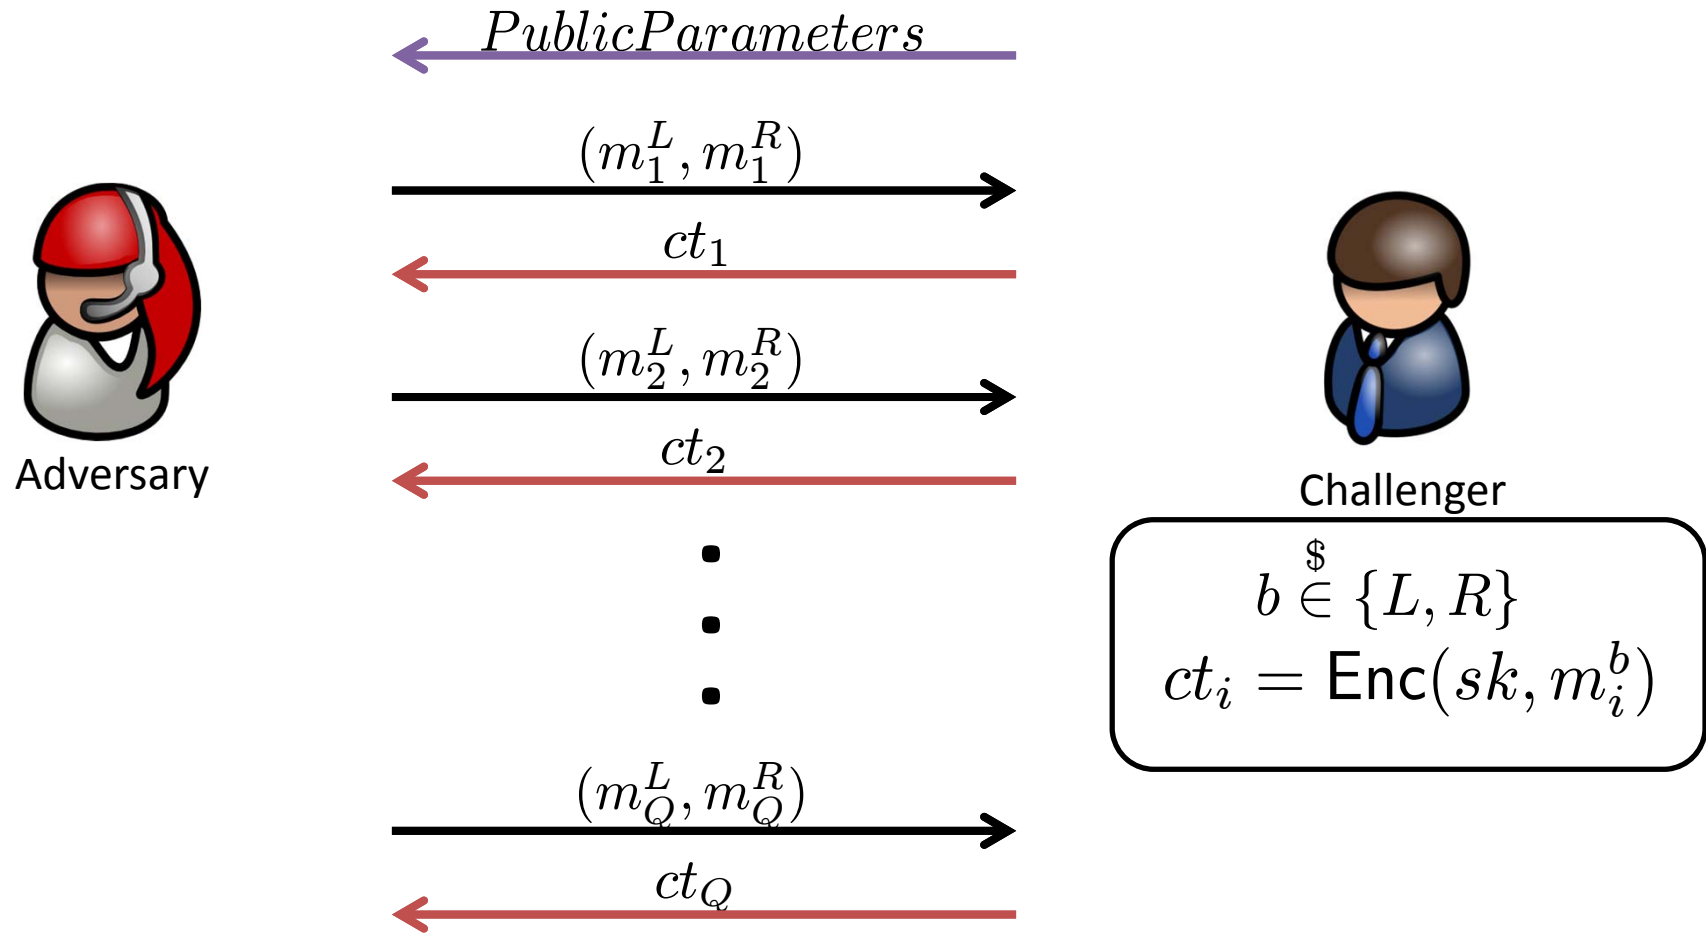 PublicParameters
(m_1^L, m_1^R)
ct_1
(m_2^L, m_2^R)
ct_2
Adversary
Challenger
$
b ∈ {L, R}
ct_i = Enc(sk, m_i^b)
(m_Q^L, m_Q^R)
ct_Q